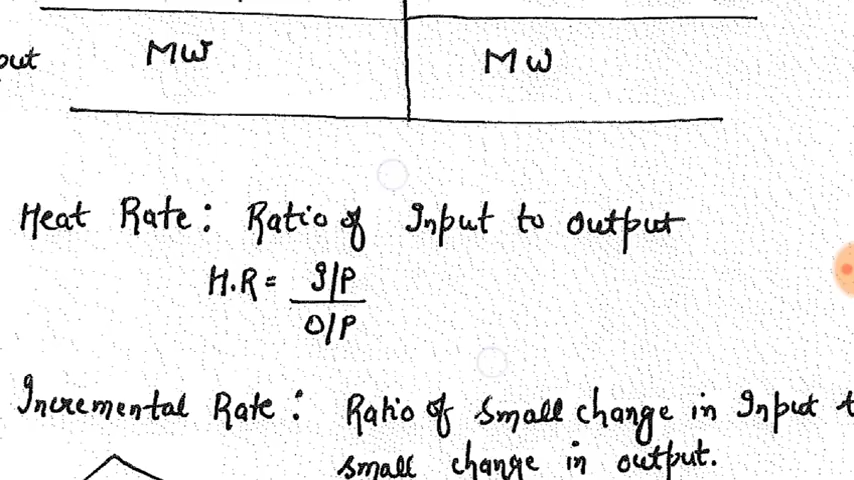 MW MW
Heat Rate: Ratio of Input to output
H.R = I/P
O/P
Incremental Rate: Ratio of small change in Input
small change in output.